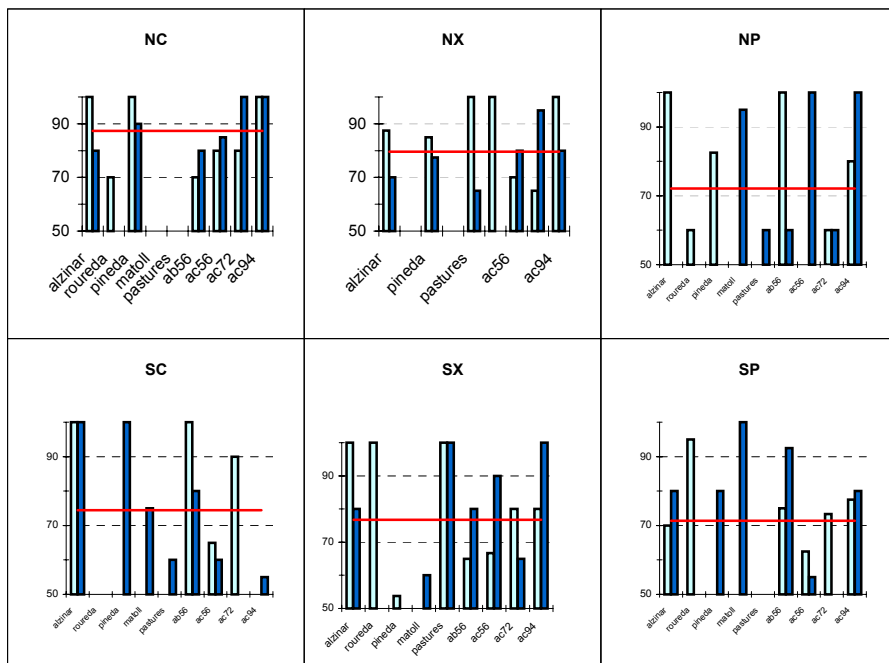 NC
90
70
50
alzinar
roureda
pineda
matoll
pastures
ab56
ac56
ac72
ac94
NX
90
70
50
alzinar
pineda
pastures
ac56
ac94
NP
90
70
50
alzinar
roureda
pineda
matoll
pastures
ab56
ac56
ac72
ac94
SC
90
70
50
alzinar
roureda
pineda
matoll
pastures
ab56
ac56
ac72
ac94
SX
90
70
50
alzinar
roureda
pineda
matoll
pastures
ab56
ac56
ac72
ac94
SP
90
70
50
alzinar
roureda
pineda
matoll
pastures
ab56
ac56
ac72
ac94